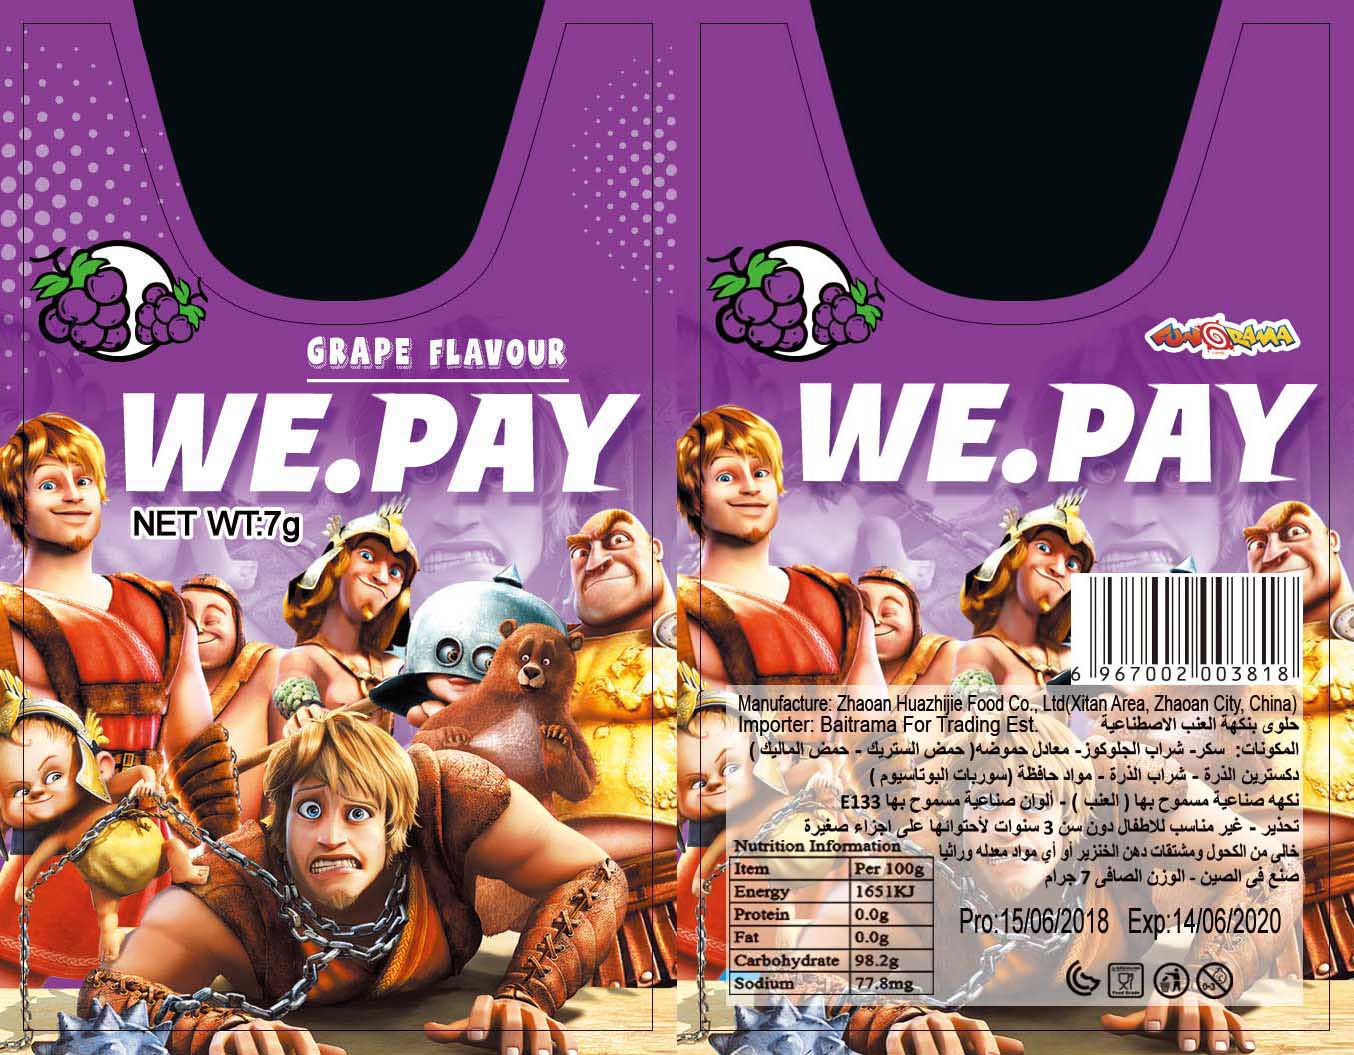 GRAPE FLAVOUR
WE.PAY
NET WT:7g
FUNORAMA
WE.PAY
6 967002 003818
Manufacture: Zhaoan Huazhijie Food Co., Ltd(Xitan Area, Zhaoan City, China)
Importer: Baitrama For Trading Est. حلوى بنكهة العنب الاصطناعية
المكونات: سكر- شراب الجلوكوز- معادل حموضه( حمض الستريك - حمض الماليك )
دكسترين الذرة - شراب الذرة - مواد حافظة (سوربات البوتاسيوم )
نكهه صناعية مسموح بها ( العنب ) - ألوان صناعية مسموح بها E133
تحذير - غير مناسب للاطفال دون سن 3 سنوات لأحتوائها على اجزاء صغيرة
خالى من الكحول ومشتقات دهن الخنزير أو أي مواد معدله وراثيا
صنع فى الصين - الوزن الصافى 7 جرام
Nutrition Information
Item Per 100g
Energy 1651KJ
Protein 0.0g
Fat 0.0g
Carbohydrate 98.2g
Sodium 77.8mg
Pro:15/06/2018 Exp:14/06/2020
Food Grade
0-3